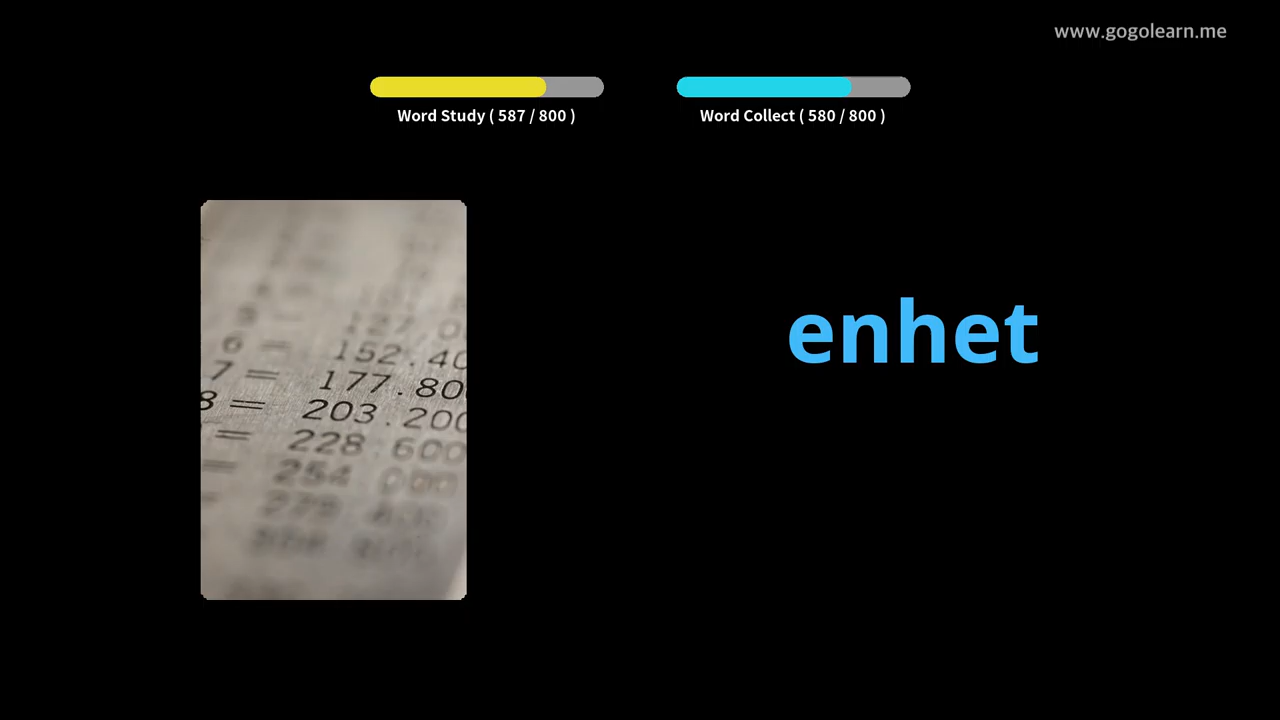 www.gogolearn.me
Word Study ( 587 / 800 )
Word Collect ( 580 / 800 )
enhet
6 = 152.40
7 = 177.80
8 = 203.200
= 228.600
254 000